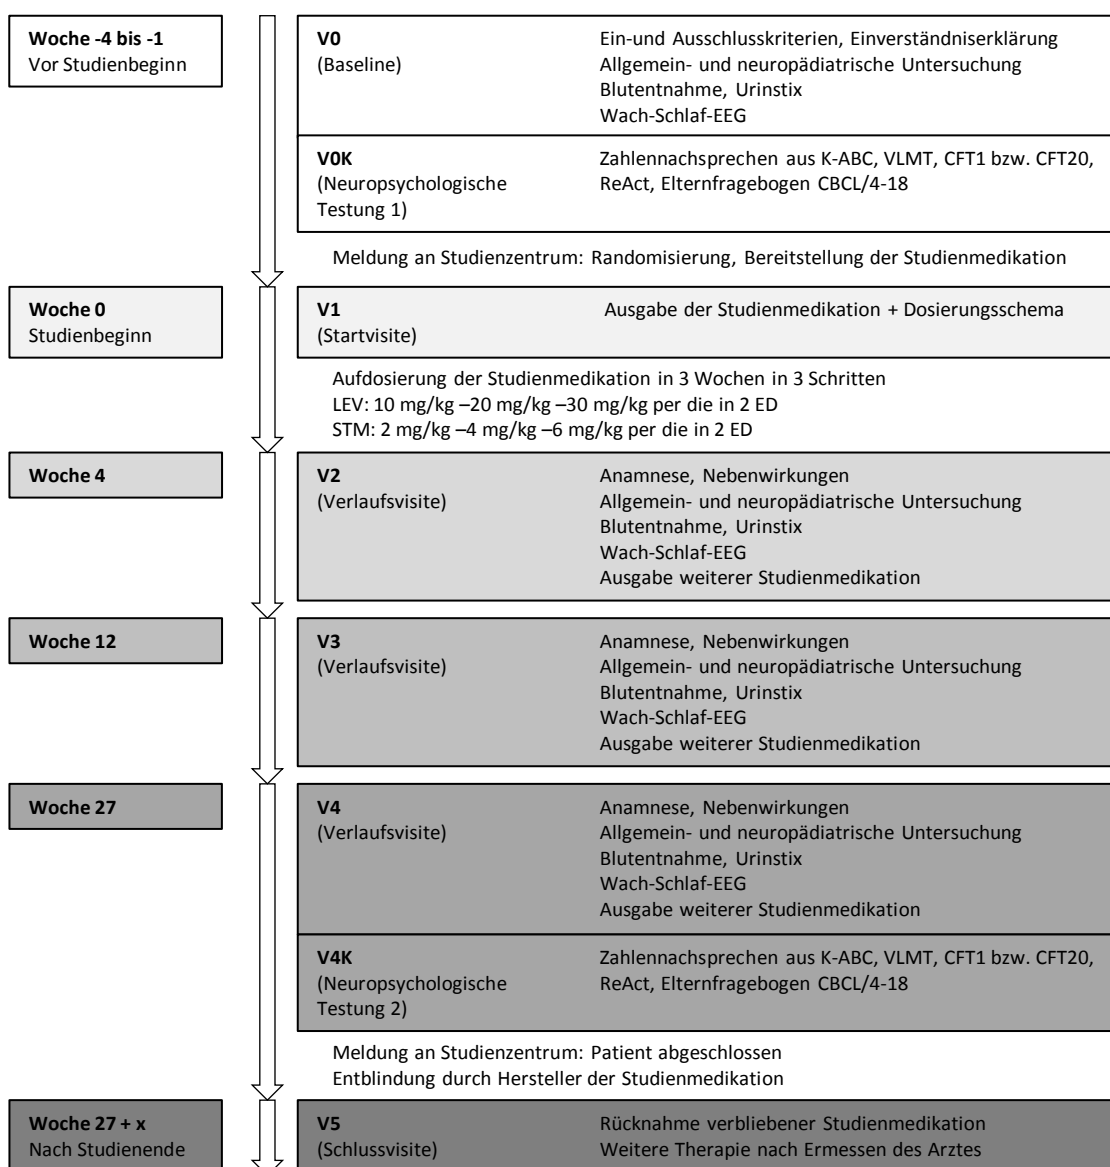 Woche -4 bis -1
Vor Studienbeginn
V0
(Baseline)
Ein-und Ausschlusskriterien, Einverständniserklärung
Allgemein- und neuropädiatrische Untersuchung
Blutentnahme, Urinstix
Wach-Schlaf-EEG
V0K
(Neuropsychologische
Testung 1)
Zahlennachsprechen aus K-ABC, VLMT, CFT1 bzw. CFT20,
ReAct, Elternfragebogen CBCL/4-18
Meldung an Studienzentrum: Randomisierung, Bereitstellung der Studienmedikation
Woche 0
Studienbeginn
V1
(Startvisite)
Ausgabe der Studienmedikation + Dosierungsschema
Aufdosierung der Studienmedikation in 3 Wochen in 3 Schritten
LEV: 10 mg/kg –20 mg/kg –30 mg/kg per die in 2 ED
STM: 2 mg/kg –4 mg/kg –6 mg/kg per die in 2 ED
Woche 4
V2
(Verlaufsvisite)
Anamnese, Nebenwirkungen
Allgemein- und neuropädiatrische Untersuchung
Blutentnahme, Urinstix
Wach-Schlaf-EEG
Ausgabe weiterer Studienmedikation
Woche 12
V3
(Verlaufsvisite)
Anamnese, Nebenwirkungen
Allgemein- und neuropädiatrische Untersuchung
Blutentnahme, Urinstix
Wach-Schlaf-EEG
Ausgabe weiterer Studienmedikation
Woche 27
V4
(Verlaufsvisite)
Anamnese, Nebenwirkungen
Allgemein- und neuropädiatrische Untersuchung
Blutentnahme, Urinstix
Wach-Schlaf-EEG
Ausgabe weiterer Studienmedikation
V4K
(Neuropsychologische
Testung 2)
Zahlennachsprechen aus K-ABC, VLMT, CFT1 bzw. CFT20,
ReAct, Elternfragebogen CBCL/4-18
Meldung an Studienzentrum: Patient abgeschlossen
Entblindung durch Hersteller der Studienmedikation
Woche 27 + x
Nach Studienende
V5
(Schlussvisite)
Rücknahme verbliebener Studienmedikation
Weitere Therapie nach Ermessen des Arztes